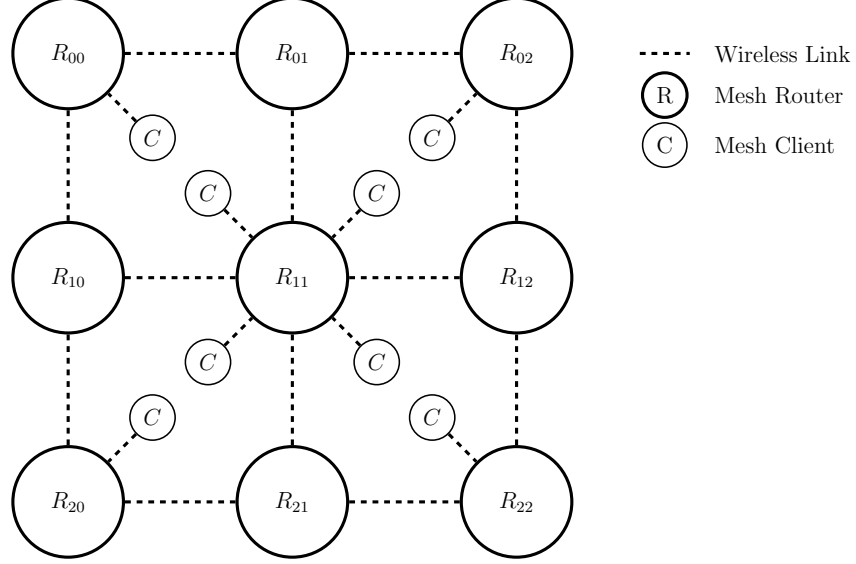 R00
R01
R02
Wireless Link
R
Mesh Router
C
Mesh Client
C
C
C
C
R10
R11
R12
C
C
C
C
R20
R21
R22